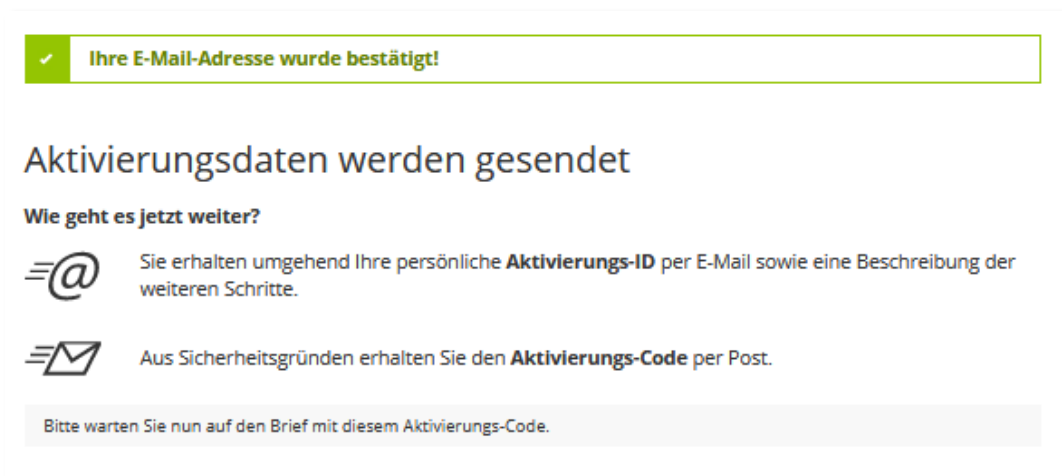 Ihre E-Mail-Adresse wurde bestätigt!
Aktivierungsdaten werden gesendet
Wie geht es jetzt weiter?
Sie erhalten umgehend Ihre persönliche Aktivierungs-ID per E-Mail sowie eine Beschreibung der
weiteren Schritte.
Aus Sicherheitsgründen erhalten Sie den Aktivierungs-Code per Post.
Bitte warten Sie nun auf den Brief mit diesem Aktivierungs-Code.